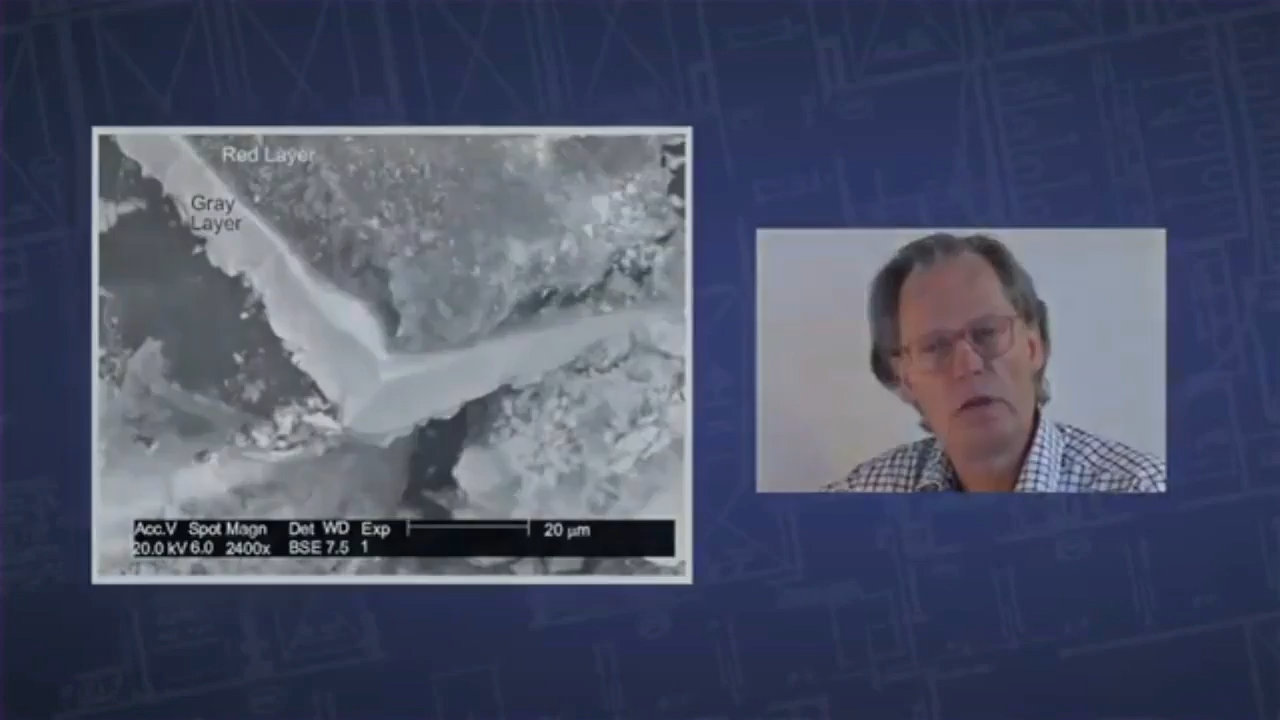 Red Layer
Gray
Layer
Acc.V Spot Magn Det WD Exp 20 µm
20.0 kV 6.0 2400x BSE 7.5 1